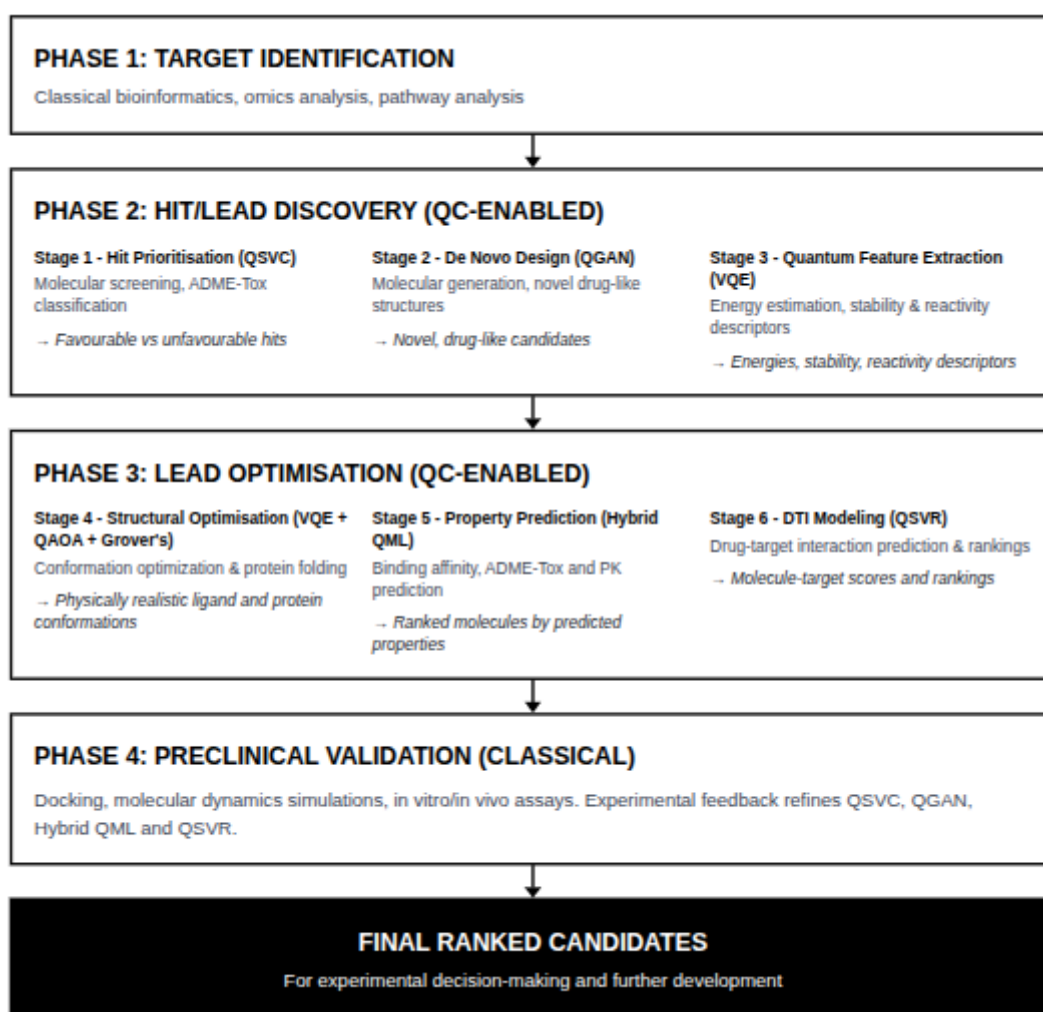 PHASE 1: TARGET IDENTIFICATION
Classical bioinformatics, omics analysis, pathway analysis
PHASE 2: HIT/LEAD DISCOVERY (QC-ENABLED)
Stage 1 - Hit Prioritisation (QSVC)
Molecular screening, ADME-Tox
classification
→ Favourable vs unfavourable hits
Stage 2 - De Novo Design (QGAN)
Molecular generation, novel drug-like
structures
→ Novel, drug-like candidates
Stage 3 - Quantum Feature Extraction
(VQE)
Energy estimation, stability & reactivity
descriptors
→ Energies, stability, reactivity descriptors
PHASE 3: LEAD OPTIMISATION (QC-ENABLED)
Stage 4 - Structural Optimisation (VQE +
QAOA + Grover's)
Conformation optimization & protein folding
→ Physically realistic ligand and protein
conformations
Stage 5 - Property Prediction (Hybrid
QML)
Binding affinity, ADME-Tox and PK
prediction
→ Ranked molecules by predicted
properties
Stage 6 - DTI Modeling (QSVR)
Drug-target interaction prediction & rankings
→ Molecule-target scores and rankings
PHASE 4: PRECLINICAL VALIDATION (CLASSICAL)
Docking, molecular dynamics simulations, in vitro/in vivo assays. Experimental feedback refines QSVC, QGAN,
Hybrid QML and QSVR.
FINAL RANKED CANDIDATES
For experimental decision-making and further development